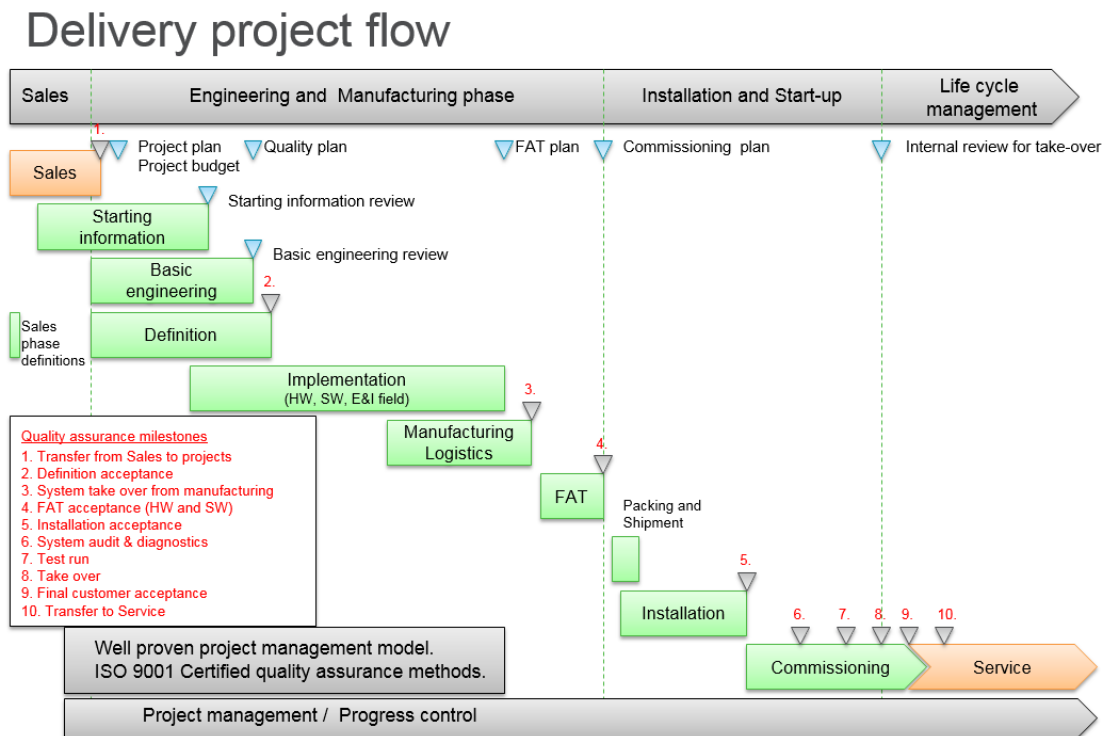 Delivery project flow
Sales
Engineering and Manufacturing phase
Installation and Start-up
Life cycle
management
1.
Project plan
Project budget
Quality plan
FAT plan
Commissioning plan
Internal review for take-over
Sales
Starting
information
Starting information review
Basic
engineering
Basic engineering review
2.
Sales
phase
definitions
Definition
Implementation
(HW, SW, E&I field)
3.
Manufacturing
Logistics
4.
FAT
Quality assurance milestones
1. Transfer from Sales to projects
2. Definition acceptance
3. System take over from manufacturing
4. FAT acceptance (HW and SW)
5. Installation acceptance
6. System audit & diagnostics
7. Test run
8. Take over
9. Final customer acceptance
10. Transfer to Service
Packing and
Shipment
5.
Installation
6.
7.
8.
9.
10.
Commissioning
Service
Well proven project management model.
ISO 9001 Certified quality assurance methods.
Project management / Progress control